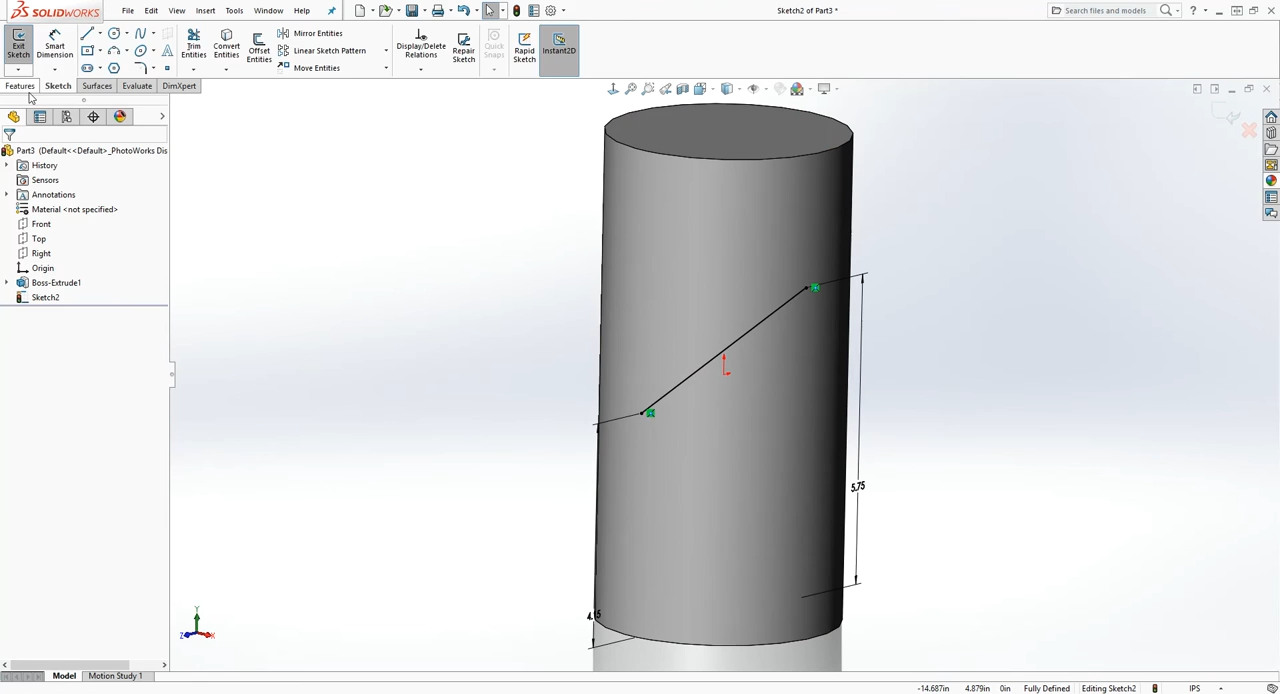 SOLIDWORKS
File Edit View Insert Tools Window Help
Sketch2 of Part3 *
Search files and models
Exit Sketch
Smart Dimension
Trim Entities
Convert Entities
Offset Entities
Mirror Entities
Linear Sketch Pattern
Move Entities
Display/Delete Relations
Repair Sketch
Quick Snaps
Rapid Sketch
Instant2D
Features Sketch Surfaces Evaluate DimXpert
Part3 (Default<<Default>_PhotoWorks Dis
History
Sensors
Annotations
Material <not specified>
Front
Top
Right
Origin
Boss-Extrude1
Sketch2
5.75
Y
Z X
Model Motion Study 1
-14.687in 4.879in 0in Fully Defined Editing Sketch2 IPS